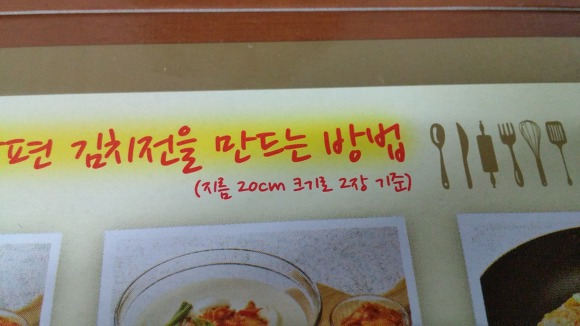 편 김치전을 만드는 방법
(지름 20cm 크기로 2장 기준)